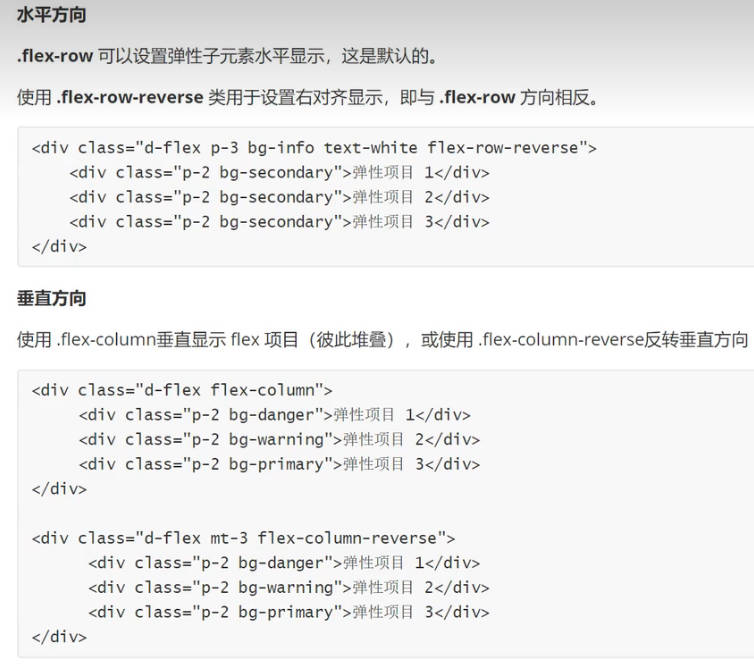 水平方向
.flex-row 可以设置弹性子元素水平显示，这是默认的。
使用 .flex-row-reverse 类用于设置右对齐显示，即与 .flex-row 方向相反。
<div class="d-flex p-3 bg-info text-white flex-row-reverse">
    <div class="p-2 bg-secondary">弹性项目 1</div>
    <div class="p-2 bg-secondary">弹性项目 2</div>
    <div class="p-2 bg-secondary">弹性项目 3</div>
</div>
垂直方向
使用 .flex-column垂直显示 flex 项目（彼此堆叠），或使用 .flex-column-reverse反转垂直方向
<div class="d-flex flex-column">
     <div class="p-2 bg-danger">弹性项目 1</div>
     <div class="p-2 bg-warning">弹性项目 2</div>
     <div class="p-2 bg-primary">弹性项目 3</div>
</div>
<div class="d-flex mt-3 flex-column-reverse">
      <div class="p-2 bg-danger">弹性项目 1</div>
      <div class="p-2 bg-warning">弹性项目 2</div>
      <div class="p-2 bg-primary">弹性项目 3</div>
</div>